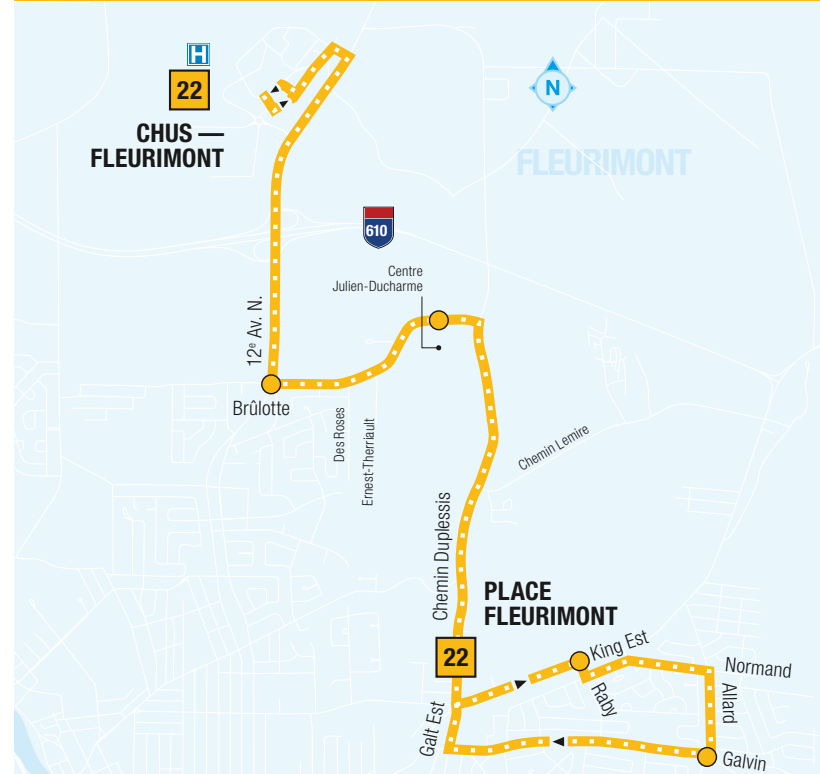 H
22
CHUS —
FLEURIMONT
N
FLEURIMONT
610
Centre
Julien-Ducharme
12e Av. N.
Brûlotte
Des Roses
Ernest-Therriault
Chemin Lemire
Chemin Duplessis
PLACE
FLEURIMONT
22
King Est
Normand
Raby
Allard
Galt Est
Galvin